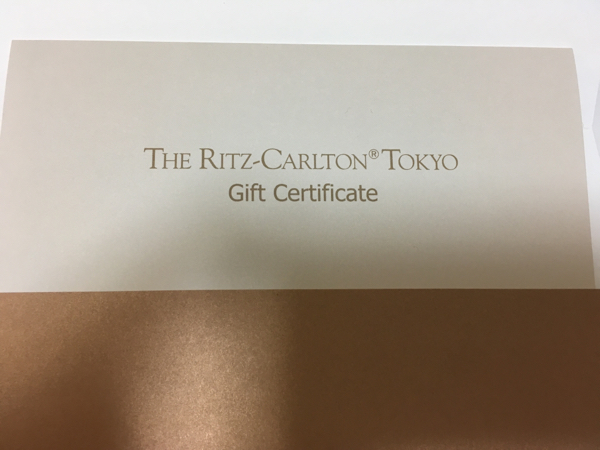 THE RITZ-CARLTON® TOKYO
Gift Certificate